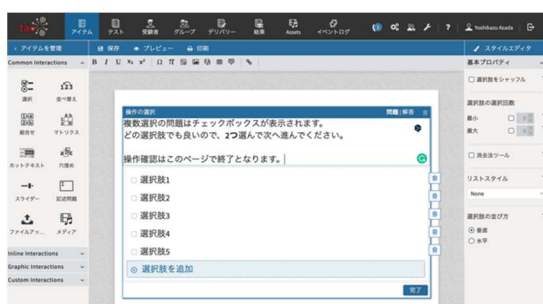 tao
アイテム
テスト
受験者
グループ
デリバリー
結果
Assets
イベントログ
Yoshikazu Asada
アイテムを管理
保存
プレビュー
印刷
スタイルエディタ
Common Interactions
B I U X₂ x² Ω π
基本プロパティ
選択
並べ替え
組合せ
マトリクス
ホットテキスト
穴埋め
スライダー
記述問題
ファイルアッ...
メディア
Inline Interactions
Graphic Interactions
Custom Interactions
操作の選択
問題 | 解答
複数選択の問題はチェックボックスが表示されます。
どの選択肢でも良いので、2つ選んで次へ進んでください。
操作確認はこのページで終了となります。
選択肢1
選択肢2
選択肢3
選択肢4
選択肢5
選択肢を追加
完了
選択肢をシャッフル
選択肢の選択回数
最小
最大
消去法ツール
リストスタイル
None
選択肢の並び方
垂直
水平